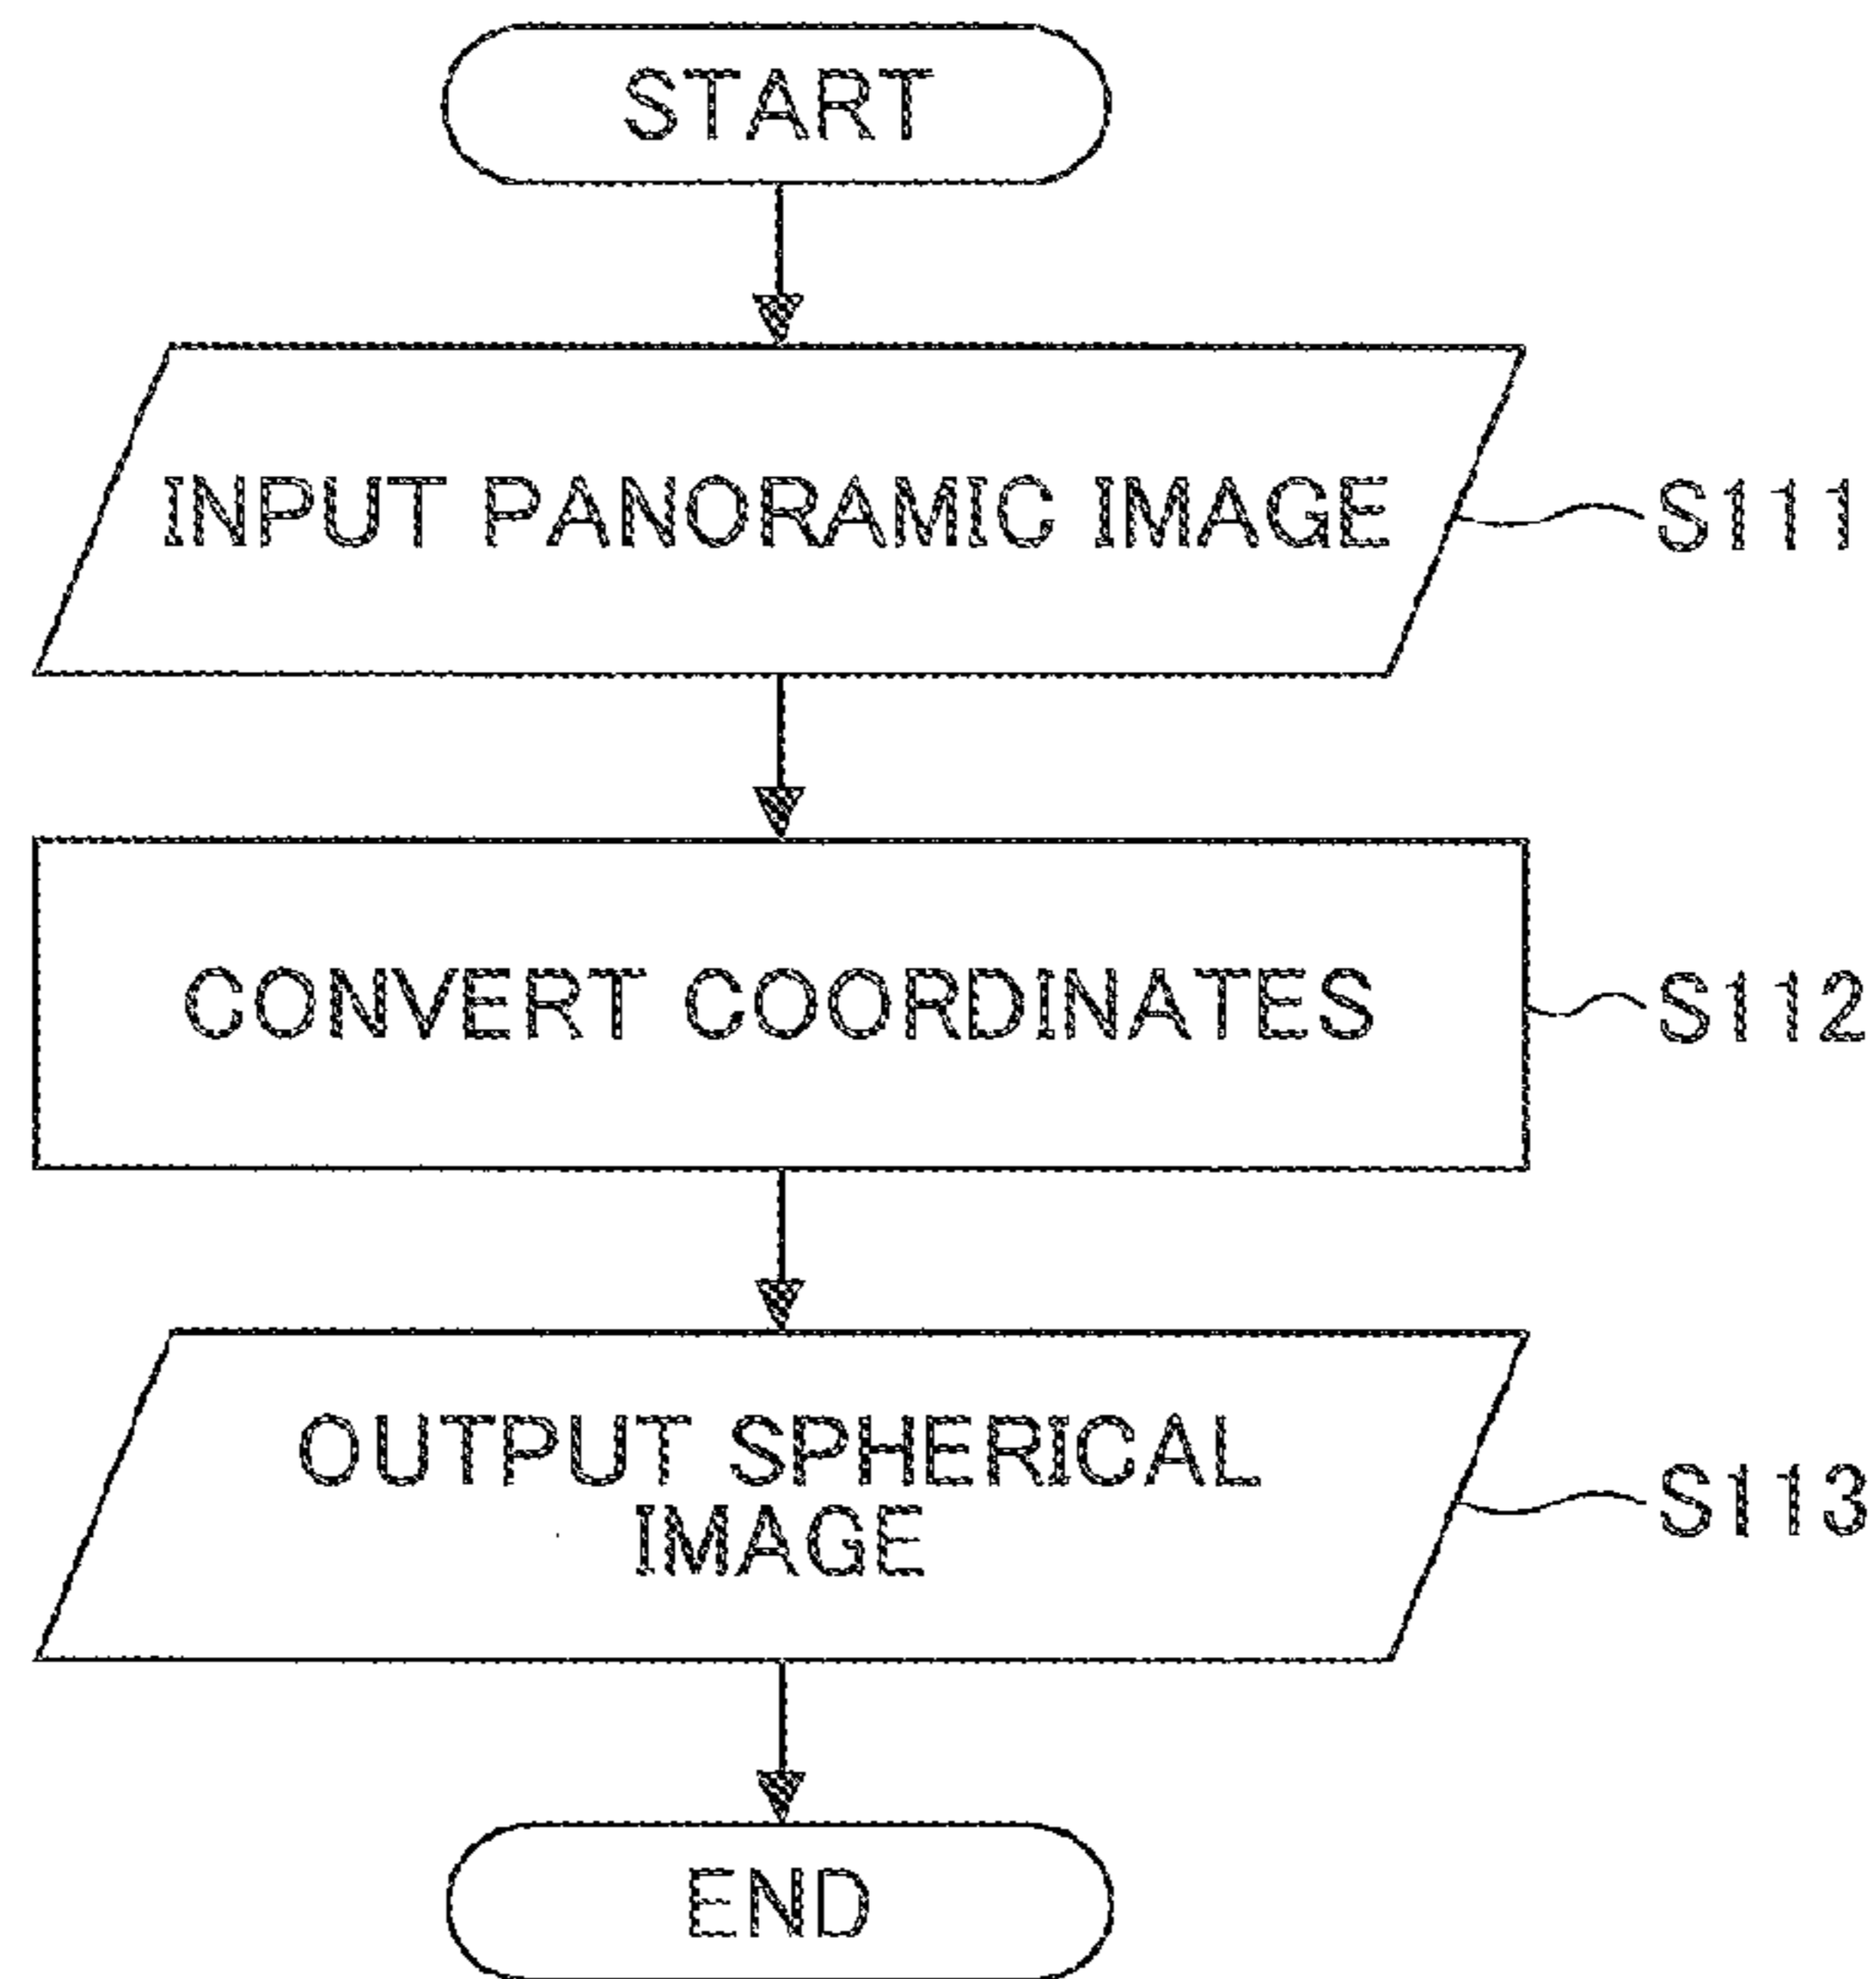 START
INPUT PANORAMIC IMAGE
S111
CONVERT COORDINATES
S112
OUTPUT SPHERICAL
IMAGE
S113
END